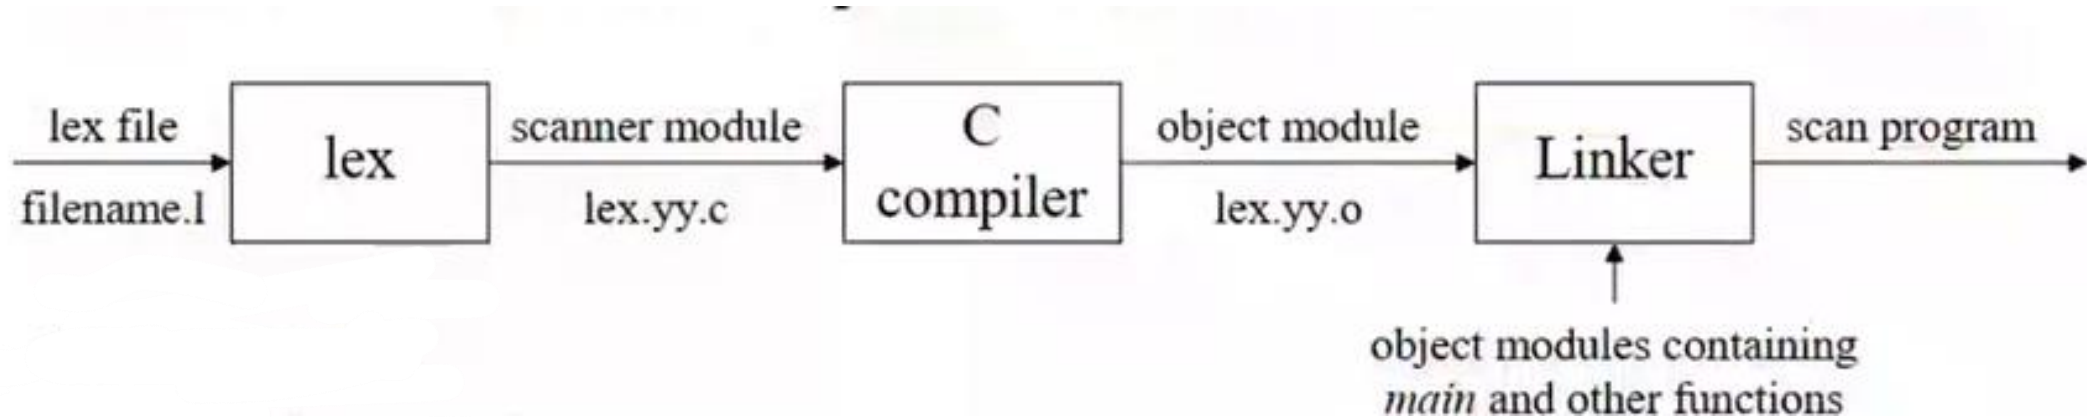 lex file
filename.l
lex
scanner module
lex.yy.c
C
compiler
object module
lex.yy.o
Linker
scan program
object modules containing
main and other functions